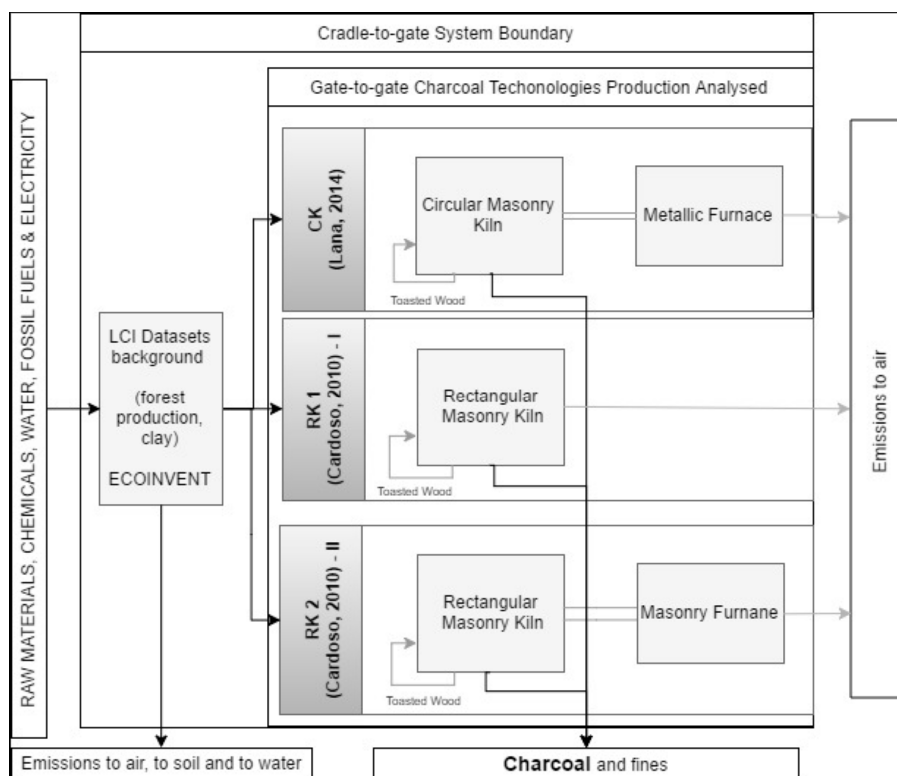 Cradle-to-gate System Boundary
Gate-to-gate Charcoal Techonologies Production Analysed
RAW MATERIALS, CHEMICALS, WATER, FOSSIL FUELS & ELECTRICITY
LCI Datasets
background
(forest
production,
clay)
ECOINVENT
CK
(Lana, 2014)
Circular Masonry
Kiln
Metallic Furnace
Toasted Wood
RK 1
(Cardoso, 2010) - I
Rectangular
Masonry Kiln
Toasted Wood
RK 2
(Cardoso, 2010) - II
Rectangular
Masonry Kiln
Masonry Furnane
Toasted Wood
Emissions to air
Emissions to air, to soil and to water
Charcoal and fines